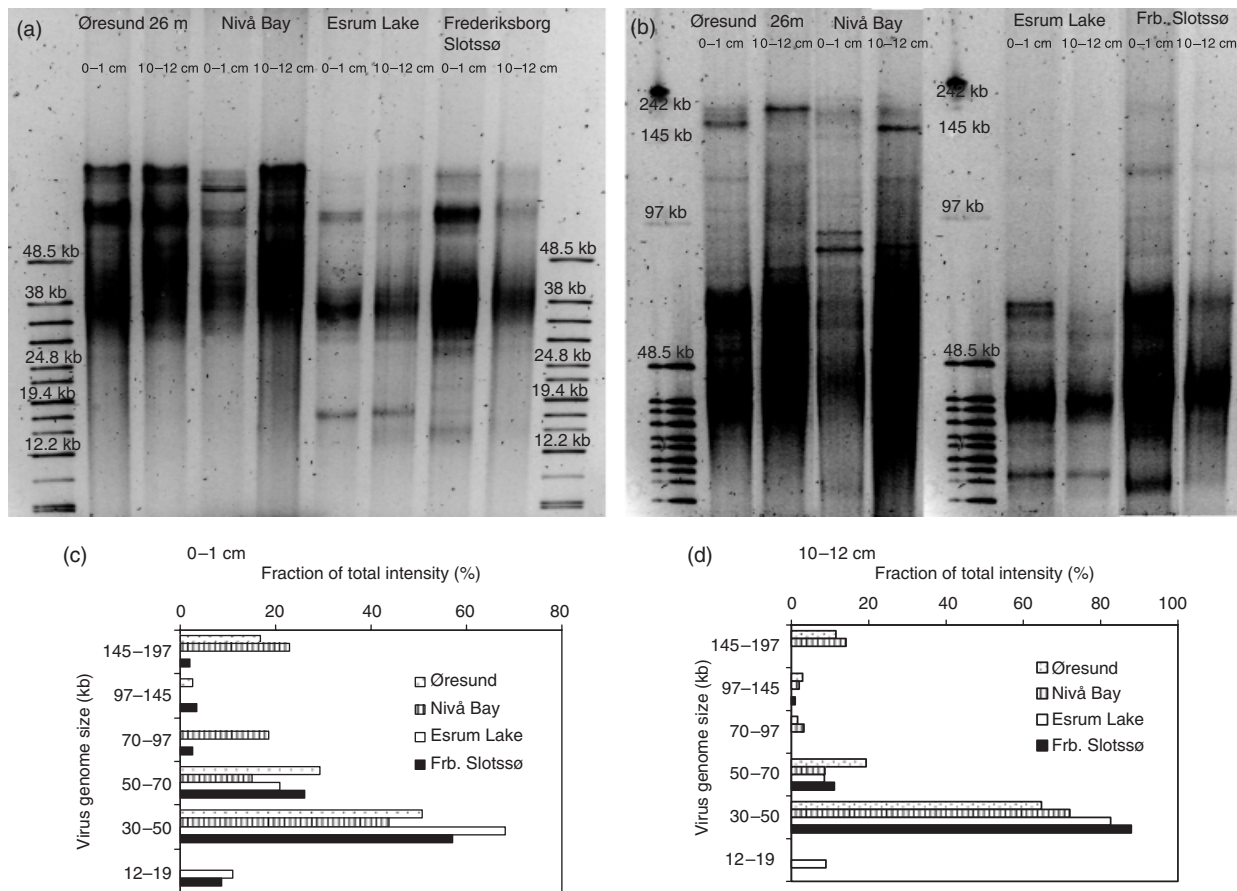 (a)
Øresund 26 m Nivå Bay Esrum Lake Frederiksborg Slotssø
0–1 cm 10–12 cm 0–1 cm 10–12 cm 0–1 cm 10–12 cm 0–1 cm 10–12 cm
48.5 kb 48.5 kb
38 kb 38 kb
24.8 kb 24.8 kb
19.4 kb 19.4 kb
12.2 kb 12.2 kb
(b)
Øresund 26m Nivå Bay Esrum Lake Frb. Slotssø
0–1 cm 10–12 cm 0–1 cm 10–12 cm 0–1 cm 10–12 cm 0–1 cm 10–12 cm
242 kb 242 kb
145 kb 145 kb
97 kb 97 kb
48.5 kb 48.5 kb
(c) 0–1 cm
Fraction of total intensity (%)
0 20 40 60 80
Virus genome size (kb)
145–197
97–145
70–97
50–70
30–50
12–19
Øresund
Nivå Bay
Esrum Lake
Frb. Slotssø
(d) 10–12 cm
Fraction of total intensity (%)
0 20 40 60 80 100
Virus genome size (kb)
145–197
97–145
70–97
50–70
30–50
12–19
Øresund
Nivå Bay
Esrum Lake
Frb. Slotssø